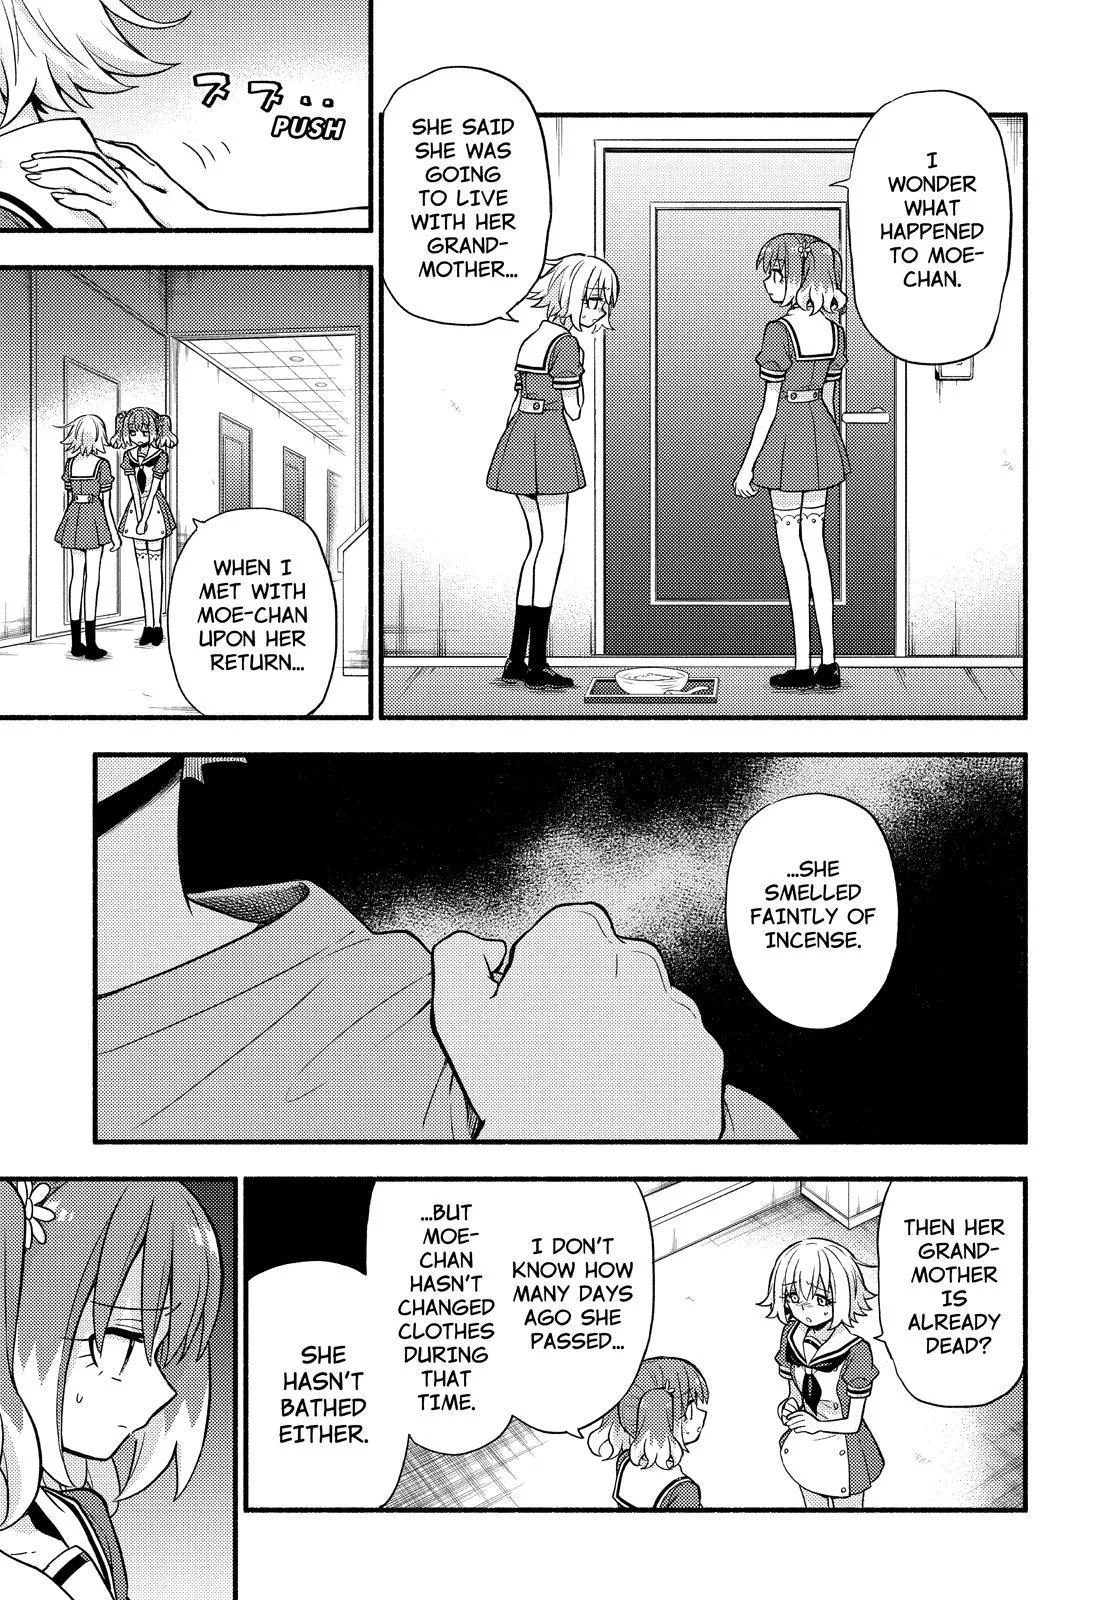 I
WONDER
WHAT
HAPPENED
TO MOE-
CHAN.
SHE SAID
SHE WAS
GOING
TO LIVE
WITH HER
GRAND-
MOTHER...
ススス..
PUSH
WHEN I
MET WITH
MOE-CHAN
UPON HER
RETURN...
...SHE
SMELLED
FAINTLY OF
INCENSE.
THEN HER
GRAND-
MOTHER
IS
ALREADY
DEAD?
I DON'T
KNOW HOW
MANY DAYS
AGO SHE
PASSED...
...BUT
MOE-
CHAN
HASN'T
CHANGED
CLOTHES
DURING
THAT
TIME.
SHE
HASN'T
BATHED
EITHER.